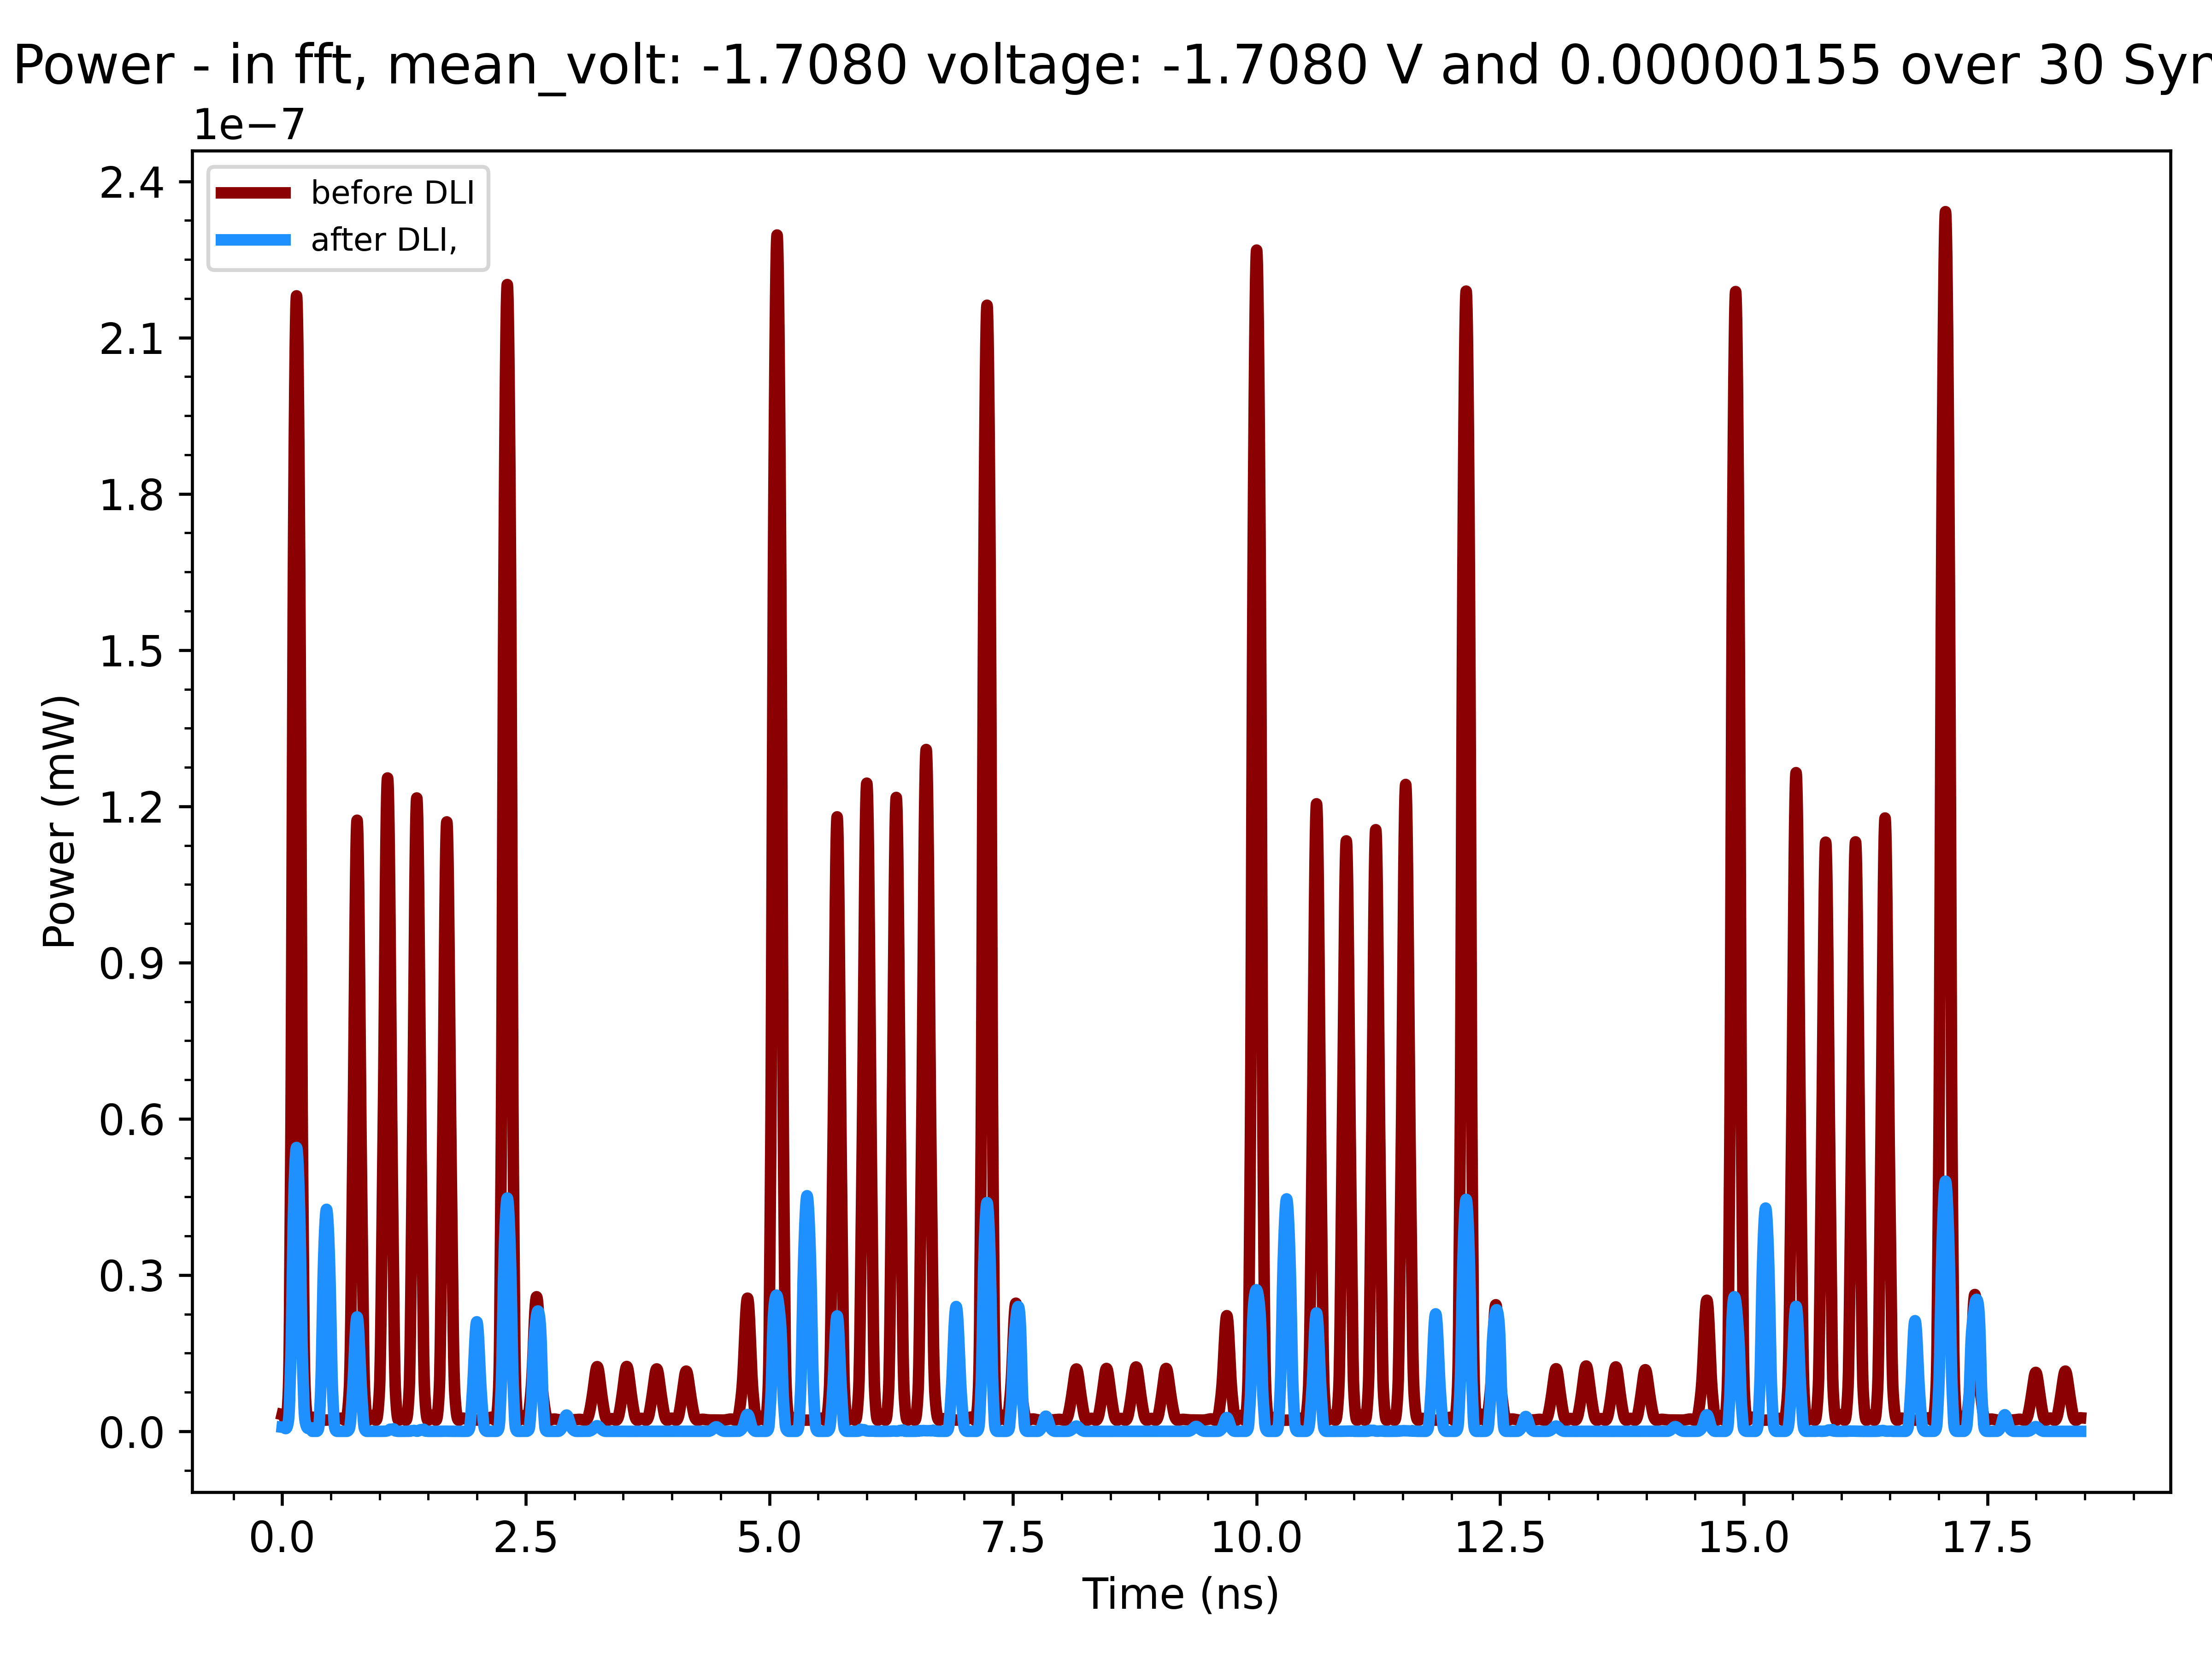 Power - in fft, mean_volt: -1.7080 voltage: -1.7080 V and 0.00000155 over 30
1e−7
before DLI
after DLI,
2.4
2.1
1.8
1.5
1.2
0.9
0.6
0.3
0.0
Power (mW)
0.0 2.5 5.0 7.5 10.0 12.5 15.0 17.5
Time (ns)